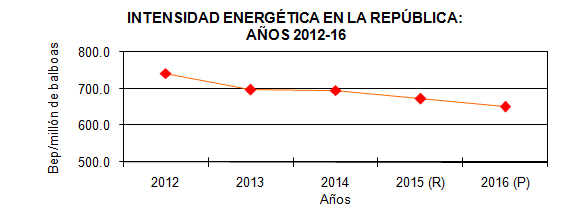 INTENSIDAD ENERGÉTICA EN LA REPÚBLICA:
AÑOS 2012-16
Bep/millón de balboas
800.0
700.0
600.0
500.0
2012 2013 2014 2015 (R) 2016 (P)
Años